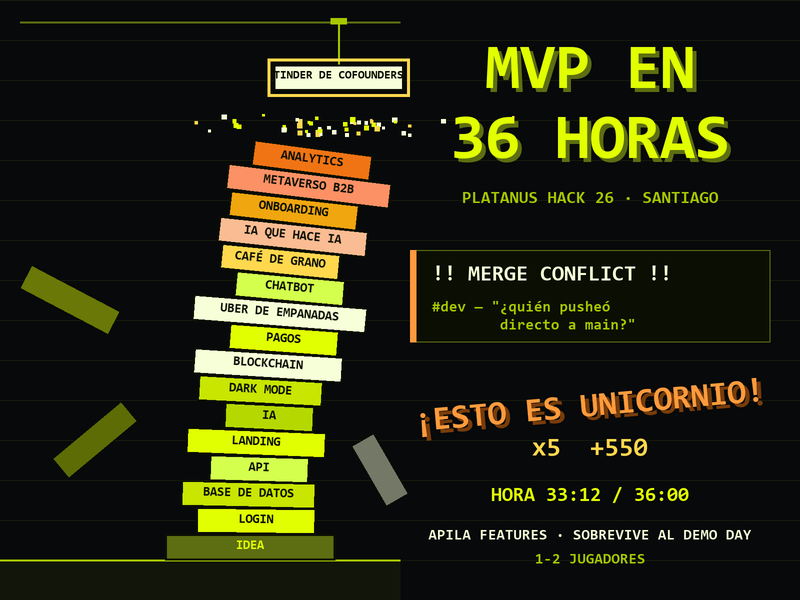 TINDER DE COFOUNDERS
ANALYTICS
METAVERSO B2B
ONBOARDING
IA QUE HACE IA
CAFÉ DE GRANO
CHATBOT
UBER DE EMPANADAS
PAGOS
BLOCKCHAIN
DARK MODE
IA
LANDING
API
BASE DE DATOS
LOGIN
IDEA
MVP EN
36 HORAS
PLATANUS HACK 26 · SANTIAGO
!! MERGE CONFLICT !!
#dev — "¿quién pusheó
directo a main?"
¡ESTO ES UNICORNIO!
x5 +550
HORA 33:12 / 36:00
APILA FEATURES · SOBREVIVE AL DEMO DAY
1-2 JUGADORES